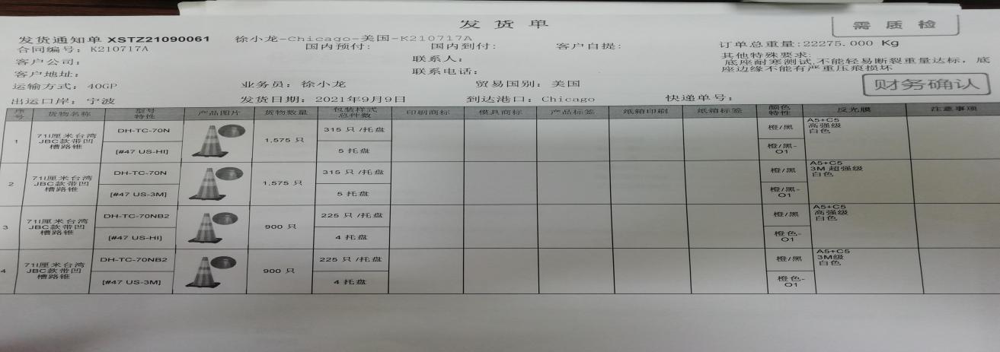 发 货 单
需 质 检
发货通知单 XSTZ21090061 徐小龙-Chicago-美国-K210717A
合同编号: K210717A 国内预付: 国内到付: 客户自提: 订单总重量:22275.000 Kg
客户公司: 联系人: 其他特殊要求:
底座耐寒测试,不能轻易断裂重量达标, 底
客户地址: 联系电话: 座边缘不能有严重压痕损坏
运输方式: 40GP 业务员: 徐小龙 贸易国别: 美国
财务确认
出运口岸: 宁波 发货日期: 2021年9月9日 到达港口: Chicago 快递单号:
序号 货物名称 型号特性 产品图片 货物数量 包装样式总件数 印刷商标 模具商标 产品标签 纸箱印刷 纸箱标签 颜色特性 反光膜 注意事项
1 71l厘米台湾JBC款带凹槽路锥 DH-TC-70N [#47 US-HI] 1,575 只 315 只 /托盘 5 托盘 橙/黑 橙/黑-O1 A5+C5 高强级 白色
2 71l厘米台湾JBC款带凹槽路锥 DH-TC-70N [#47 US-3M] 1,575 只 315 只 /托盘 5 托盘 橙/黑 橙/黑-O1 A5+C5 3M 超强级 白色
3 71l厘米台湾JBC款带凹槽路锥 DH-TC-70NB2 [#47 US-HI] 900 只 225 只 /托盘 4 托盘 橙/黑 橙色-O1 A5+C5 高强级 白色
4 71l厘米台湾JBC款带凹槽路锥 DH-TC-70NB2 [#47 US-3M] 900 只 225 只 /托盘 4 托盘 橙/黑 橙色-O1 A5+C5 3M级 白色